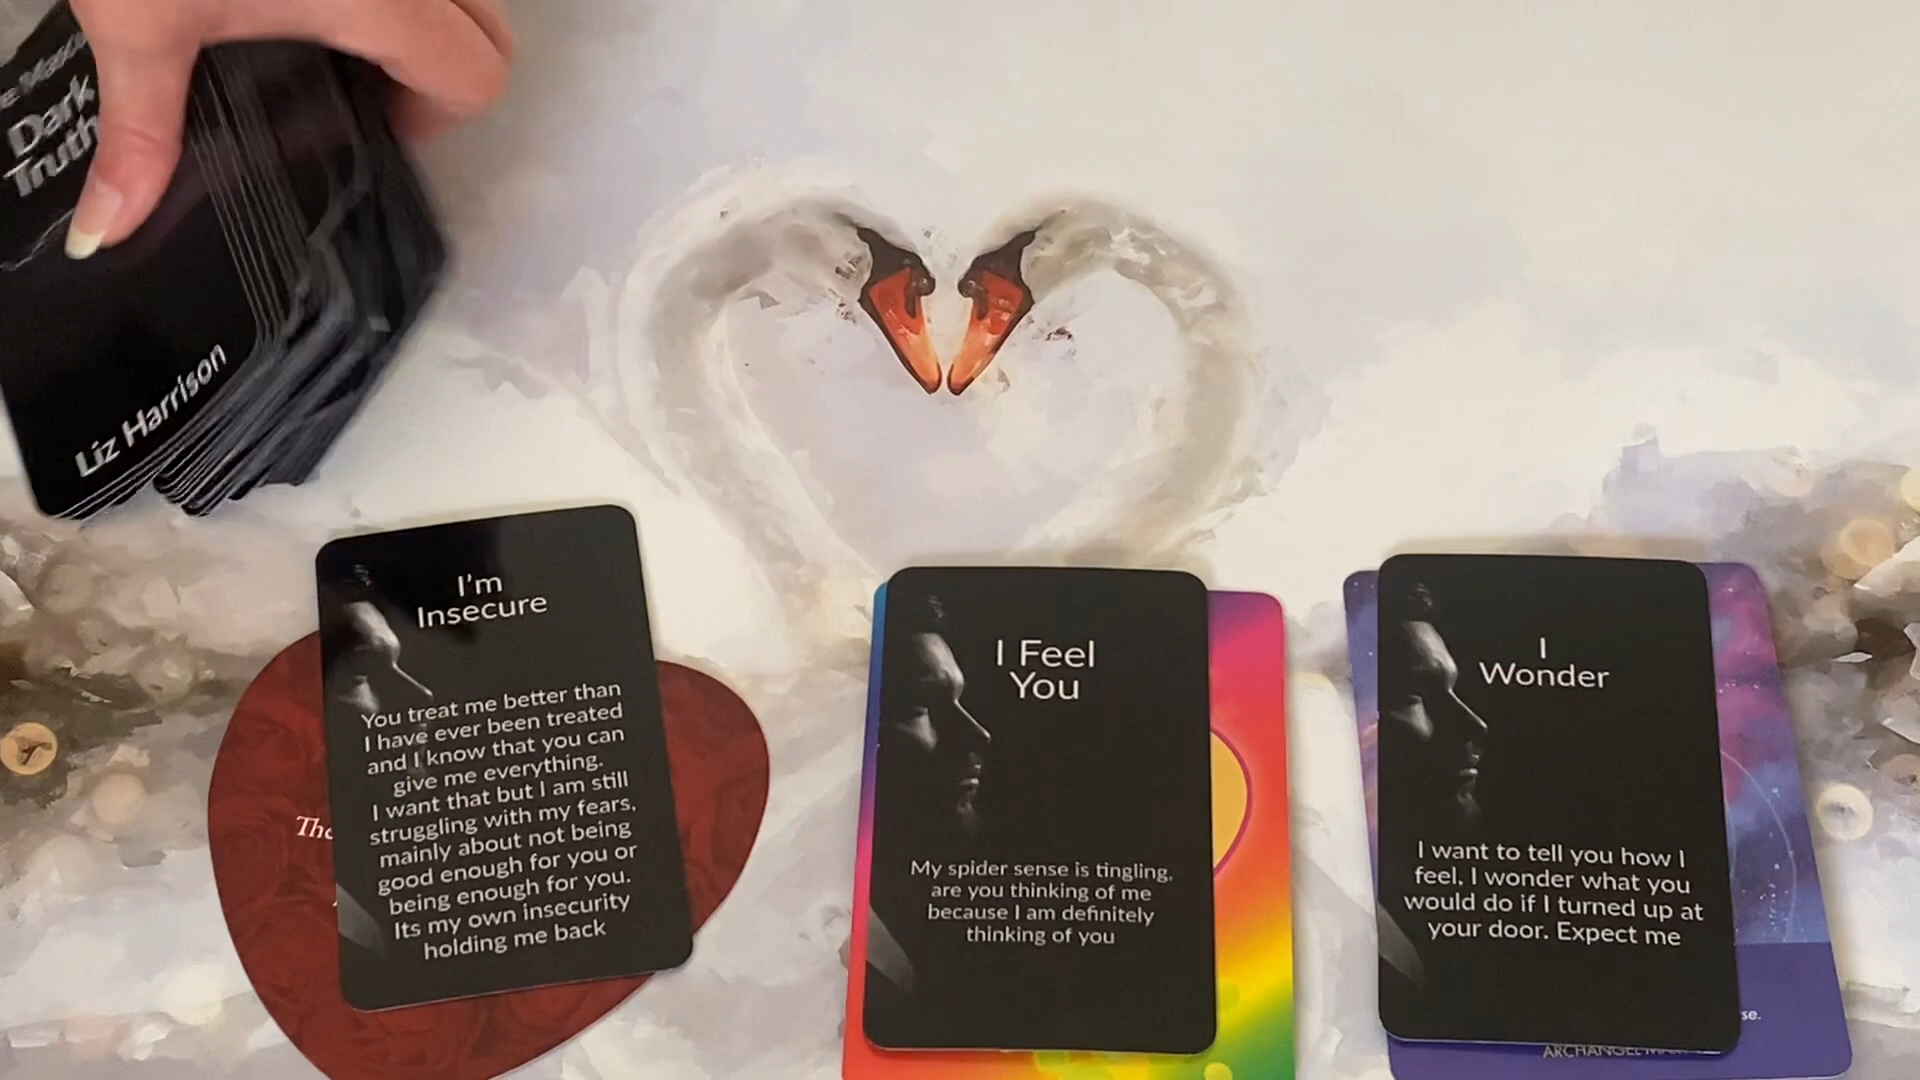 Dark
Truth
Liz Harrison
I'm
Insecure
You treat me better than
I have ever been treated
and I know that you can
give me everything.
I want that but I am still
struggling with my fears,
mainly about not being
good enough for you or
being enough for you.
Its my own insecurity
holding me back
The
I Feel
You
My spider sense is tingling,
are you thinking of me
because I am definitely
thinking of you
I
Wonder
I want to tell you how I
feel, I wonder what you
would do if I turned up at
your door. Expect me
se.
ARCHANGEL